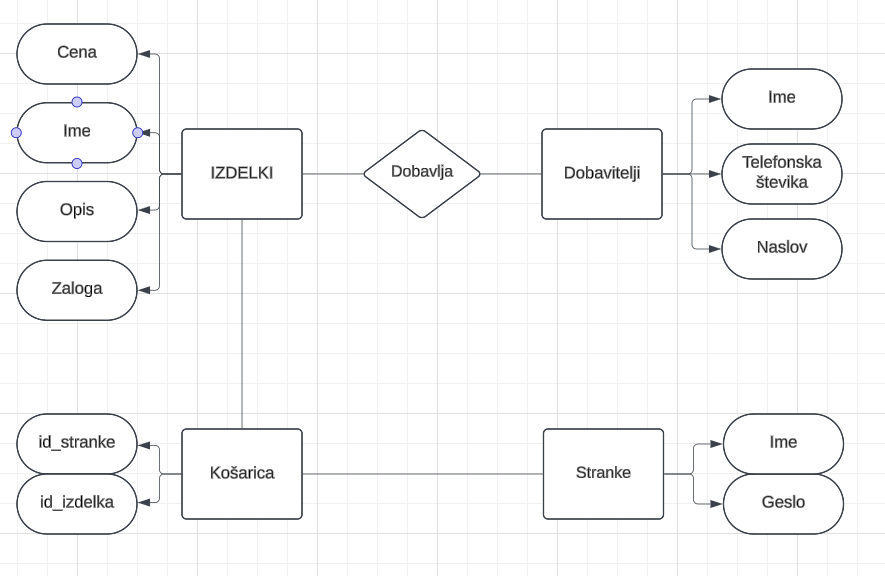 Cena
Ime
IZDELKI
Opis
Zaloga
Dobavlja
Dobavitelji
Ime
Telefonska
števika
Naslov
id_stranke
id_izdelka
Košarica
Stranke
Ime
Geslo